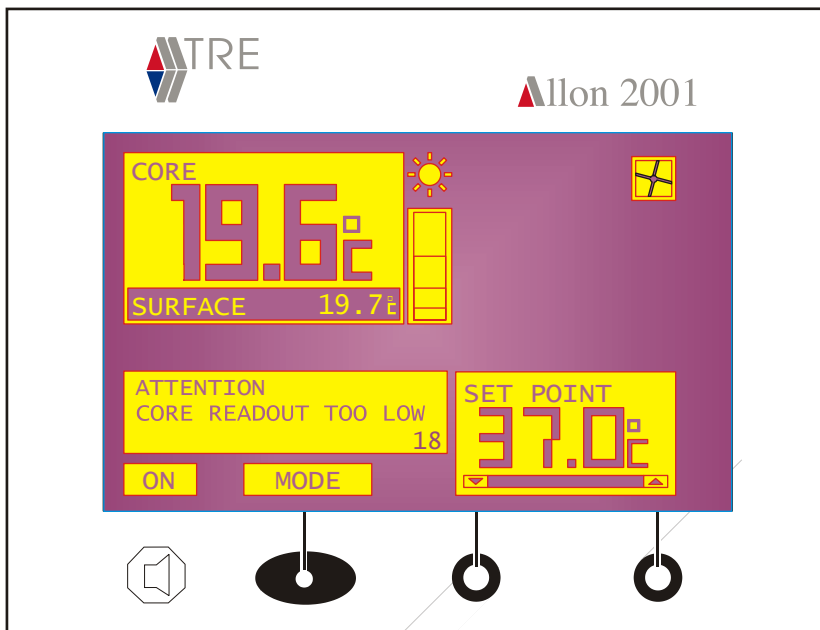 TRE
Allon 2001
CORE
19.6°C
SURFACE 19.7°C
ATTENTION
CORE READOUT TOO LOW
18
SET POINT
37.0°C
ON
MODE